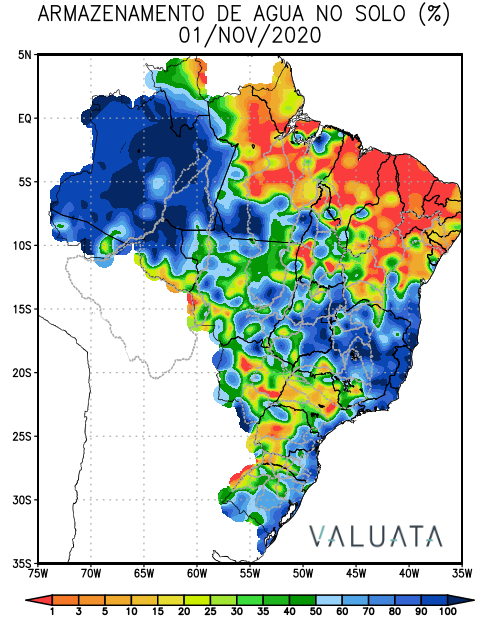 ARMAZENAMENTO DE AGUA NO SOLO (%)
01/NOV/2020
5N
EQ
5S
10S
15S
20S
25S
30S
35S
VALUATA
75W 70W 65W 60W 55W 50W 45W 40W 35W
1 3 5 10 15 20 25 30 35 40 50 60 70 80 90 100